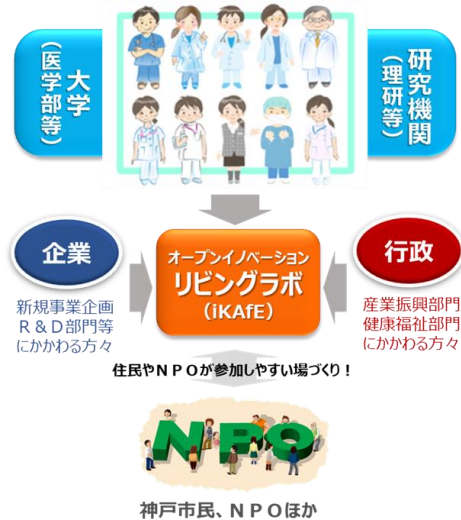 大学
（医学部等）
研究機関
（理研等）
企業
新規事業企画
Ｒ＆Ｄ部門等
にかかわる方々
オープンイノベーション
リビングラボ
（iKAfE）
行政
産業振興部門
健康福祉部門
にかかわる方々
住民やＮＰＯが参加しやすい場づくり！
NPO
神戸市民、ＮＰＯほか